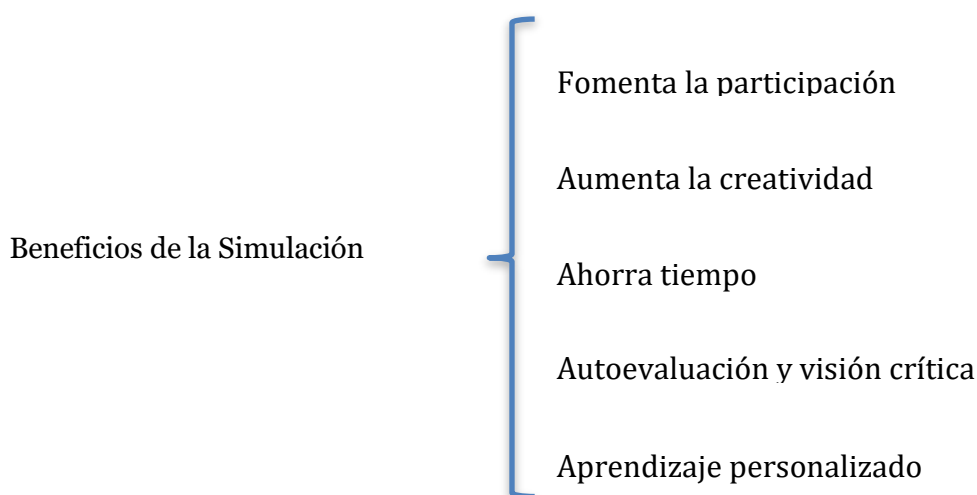 Beneficios de la Simulación
Fomenta la participación
Aumenta la creatividad
Ahorra tiempo
Autoevaluación y visión crítica
Aprendizaje personalizado